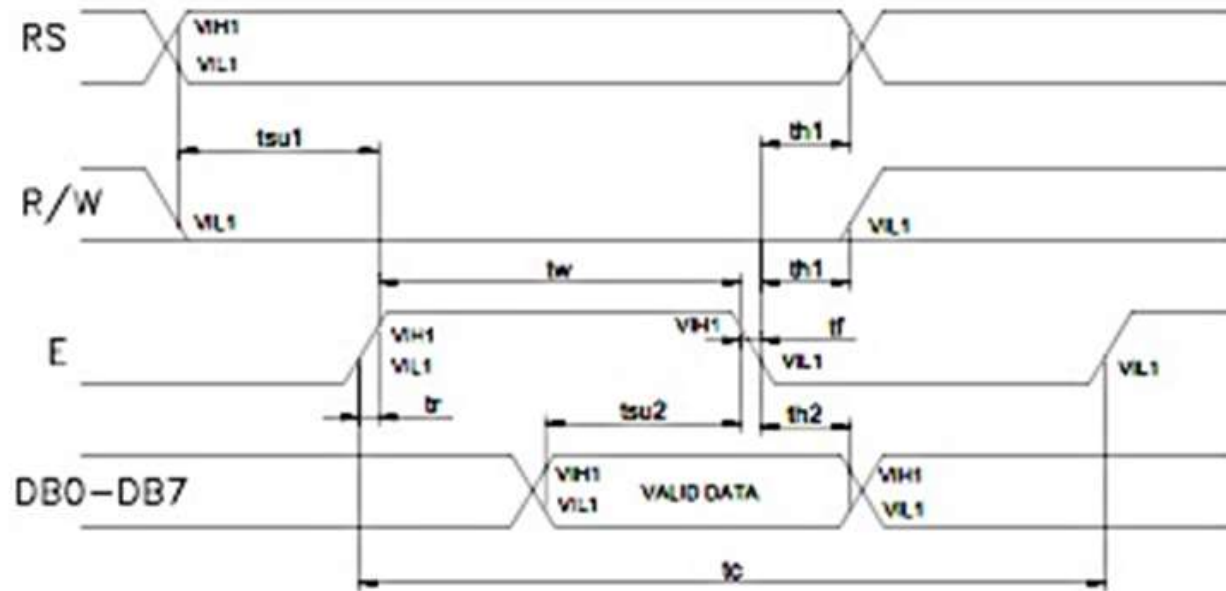 RS
VIH1
VIL1
tsu1
th1
R/W
VIL1
VIL1
tw
th1
E
VIH1
VIL1
VIH1
tf
VIL1
VIL1
tr
tsu2
th2
DB0-DB7
VIH1
VIL1
VALID DATA
VIH1
VIL1
tc